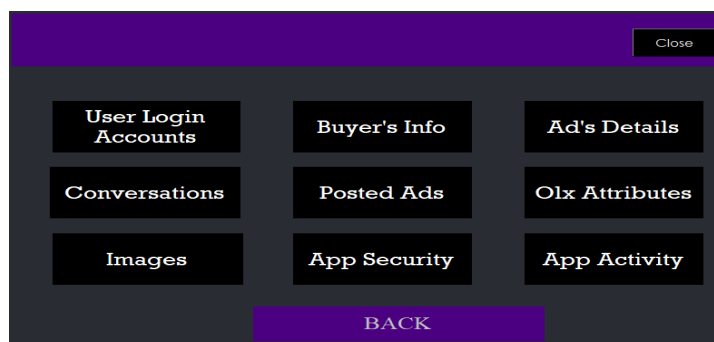 Close
User Login
Accounts
Buyer's Info
Ad's Details
Conversations
Posted Ads
Olx Attributes
Images
App Security
App Activity
BACK